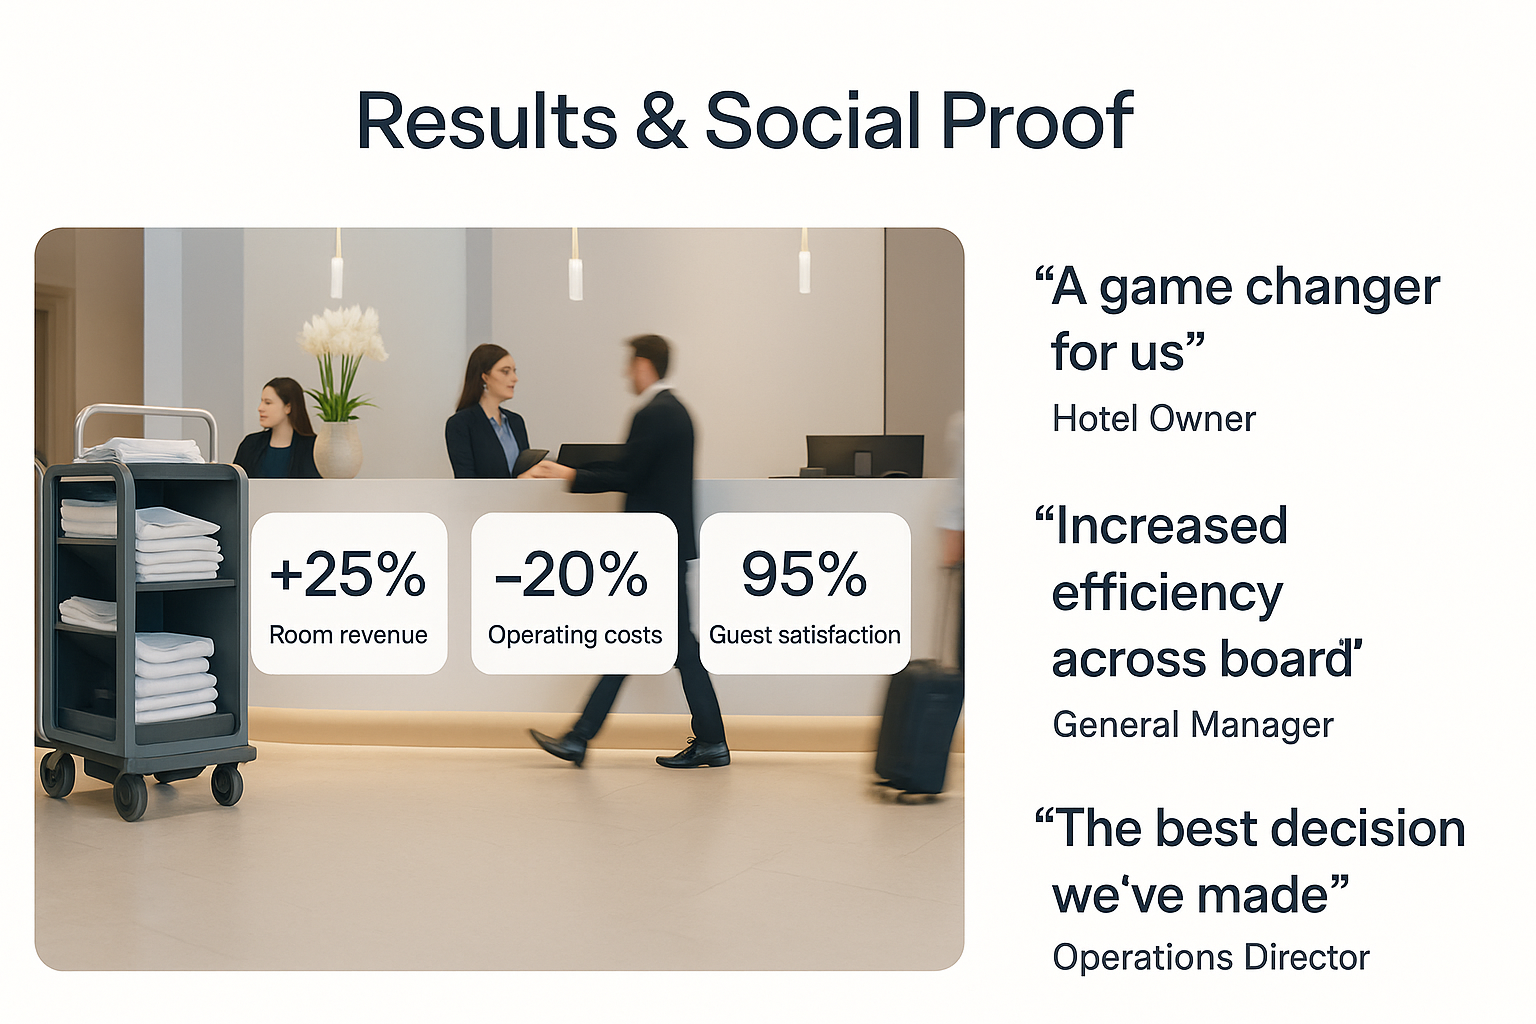 Results & Social Proof
+25%
Room revenue
–20%
Operating costs
95%
Guest satisfaction
“A game changer
for us”
Hotel Owner
“Increased
efficiency
across board”
General Manager
“The best decision
we‘ve made”
Operations Director